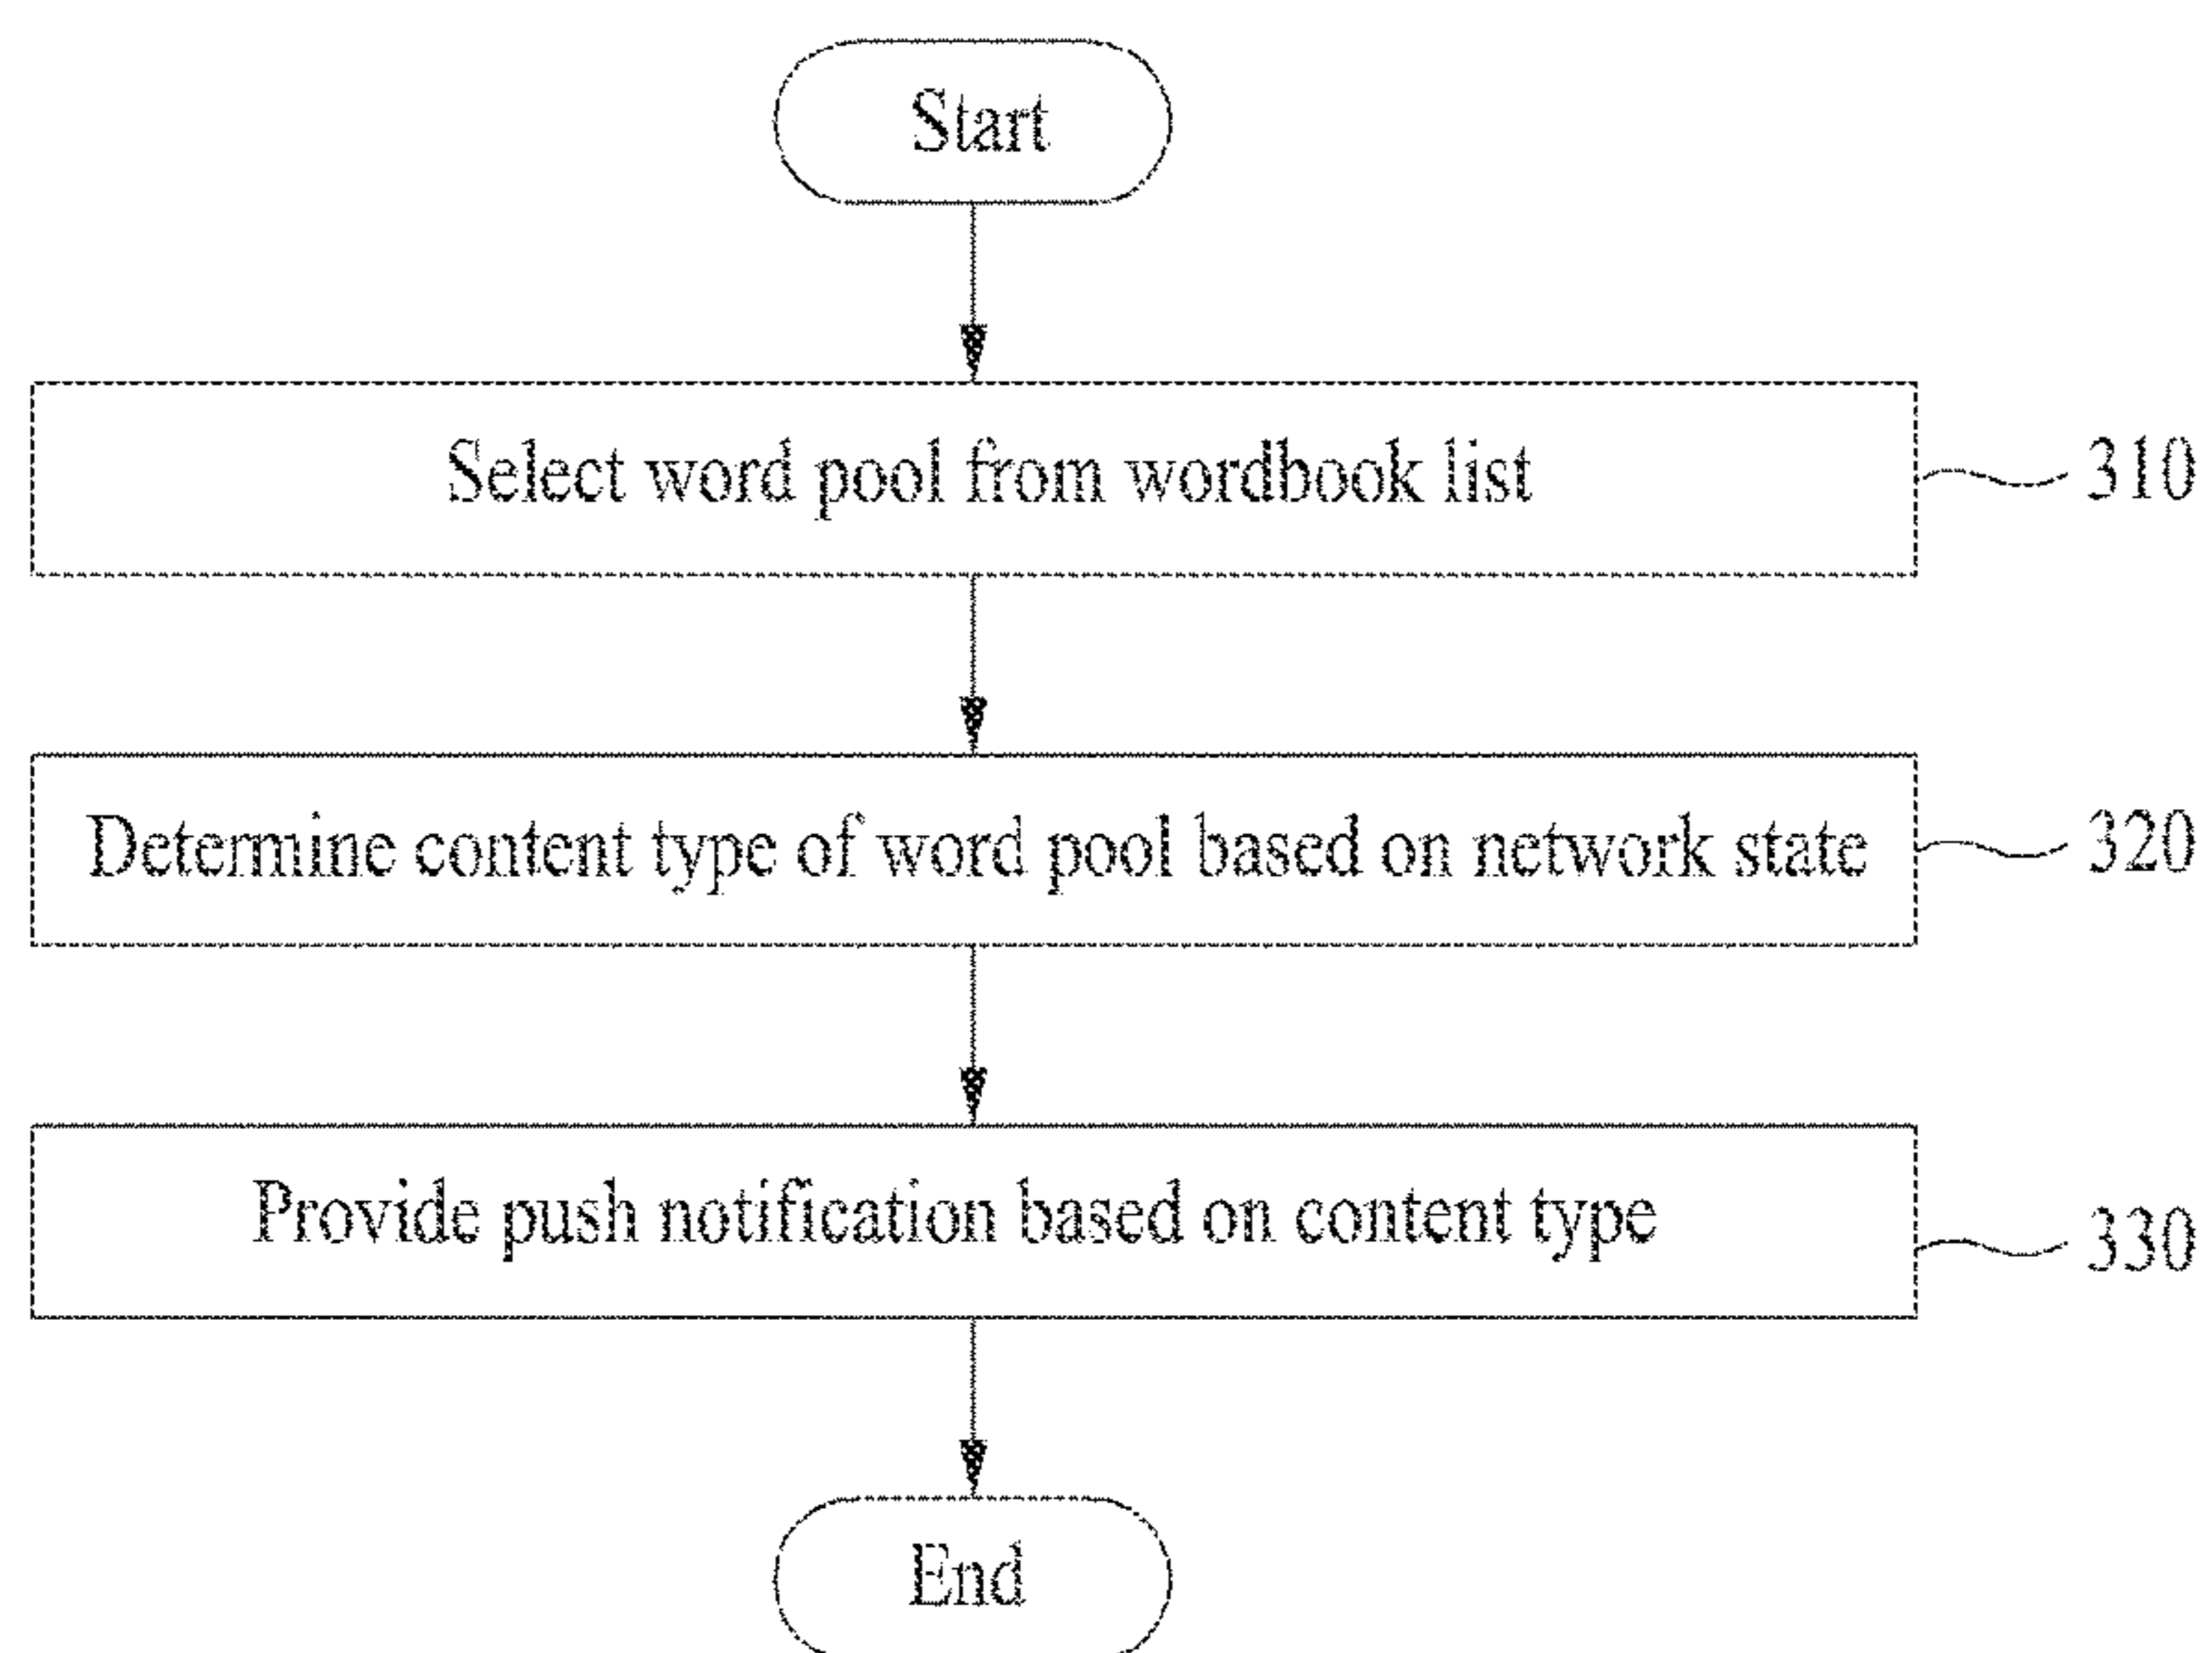 Start
Select word pool from wordbook list
310
Determine content type of word pool based on network state
320
Provide push notification based on content type
330
End